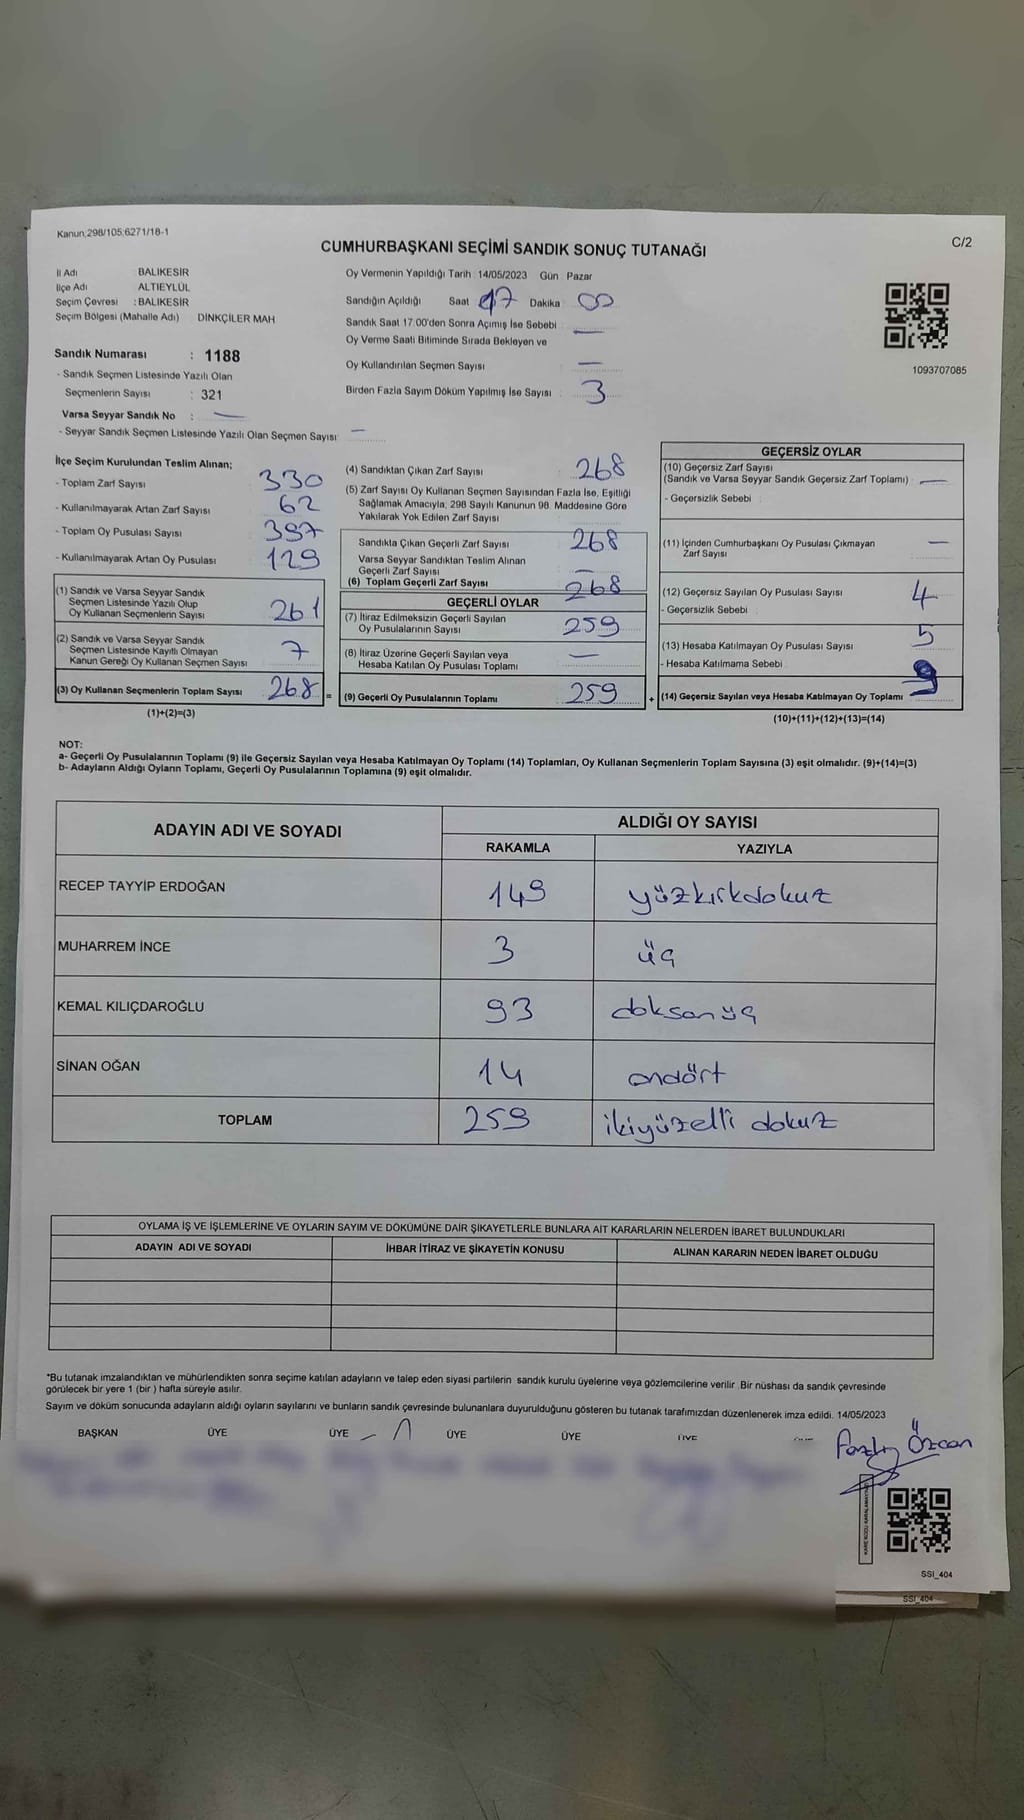 Kanun,298/105,6271/18-1
C/2
CUMHURBAŞKANI SEÇİMİ SANDIK SONUÇ TUTANAĞI
İl Adı BALIKESİR
İlçe Adı ALTIEYLÜL
Seçim Çevresi : BALIKESİR
Seçim Bölgesi (Mahalle Adı) DİNKÇİLER MAH
Sandık Numarası : 1188
- Sandık Seçmen Listesinde Yazılı Olan
Seçmenlerin Sayısı : 321
Varsa Seyyar Sandık No : —
- Seyyar Sandık Seçmen Listesinde Yazılı Olan Seçmen Sayısı —
Oy Vermenin Yapıldığı Tarih : 14/05/2023 Gün Pazar
Sandığın Açıldığı Saat 17 Dakika 00
Sandık Saat 17:00'den Sonra Açımış İse Sebebi —
Oy Verme Saati Bitiminde Sırada Bekleyen ve
Oy Kullandırılan Seçmen Sayısı —
Birden Fazla Sayım Döküm Yapılmış İse Sayısı 3
1093707085
İlçe Seçim Kurulundan Teslim Alınan;
- Toplam Zarf Sayısı 330
- Kullanılmayarak Artan Zarf Sayısı 62
- Toplam Oy Pusulası Sayısı 397
- Kullanılmayarak Artan Oy Pusulası 129
(1) Sandık ve Varsa Seyyar Sandık
Seçmen Listesinde Yazılı Olup
Oy Kullanan Seçmenlerin Sayısı 261
(2) Sandık ve Varsa Seyyar Sandık
Seçmen Listesinde Kayıtlı Olmayan
Kanun Gereği Oy Kullanan Seçmen Sayısı 7
(3) Oy Kullanan Seçmenlerin Toplam Sayısı 268 =
(1)+(2)=(3)
(4) Sandıktan Çıkan Zarf Sayısı 268
(5) Zarf Sayısı Oy Kullanan Seçmen Sayısından Fazla İse, Eşitliği
Sağlamak Amacıyla, 298 Sayılı Kanunun 98. Maddesine Göre
Yakılarak Yok Edilen Zarf Sayısı
Sandıkta Çıkan Geçerli Zarf Sayısı 268
Varsa Seyyar Sandıktan Teslim Alınan
Geçerli Zarf Sayısı —
(6) Toplam Geçerli Zarf Sayısı 268
GEÇERLİ OYLAR
(7) İtiraz Edilmeksizin Geçerli Sayılan
Oy Pusulalarının Sayısı 259
(8) İtiraz Üzerine Geçerli Sayılan veya
Hesaba Katılan Oy Pusulası Toplamı —
(9) Geçerli Oy Pusulalarının Toplamı 259 +
GEÇERSİZ OYLAR
(10) Geçersiz Zarf Sayısı
(Sandık ve Varsa Seyyar Sandık Geçersiz Zarf Toplamı) : —
- Geçersizlik Sebebi :
(11) İçinden Cumhurbaşkanı Oy Pusulası Çıkmayan
Zarf Sayısı —
(12) Geçersiz Sayılan Oy Pusulası Sayısı 4
- Geçersizlik Sebebi :
(13) Hesaba Katılmayan Oy Pusulası Sayısı 5
- Hesaba Katılmama Sebebi :
(14) Geçersiz Sayılan veya Hesaba Katılmayan Oy Toplamı 9
(10)+(11)+(12)+(13)=(14)
NOT:
a- Geçerli Oy Pusulalarının Toplamı (9) ile Geçersiz Sayılan veya Hesaba Katılmayan Oy Toplamı (14) Toplamları, Oy Kullanan Seçmenlerin Toplam Sayısına (3) eşit olmalıdır. (9)+(14)=(3)
b- Adayların Aldığı Oyların Toplamı, Geçerli Oy Pusulalarının Toplamına (9) eşit olmalıdır.
ADAYIN ADI VE SOYADI ALDIĞI OY SAYISI
RAKAMLA YAZIYLA
RECEP TAYYİP ERDOĞAN 149 yüzkırkdokuz
MUHARREM İNCE 3 üç
KEMAL KILIÇDAROĞLU 93 doksanüç
SİNAN OĞAN 14 ondört
TOPLAM 259 ikiyüzelli dokuz
OYLAMA İŞ VE İŞLEMLERİNE VE OYLARIN SAYIM VE DÖKÜMÜNE DAİR ŞİKAYETLERLE BUNLARA AİT KARARLARIN NELERDEN İBARET BULUNDUKLARI
ADAYIN ADI VE SOYADI İHBAR İTİRAZ VE ŞİKAYETİN KONUSU ALINAN KARARIN NEDEN İBARET OLDUĞU
*Bu tutanak imzalandıktan ve mühürlendikten sonra seçime katılan adayların ve talep eden siyasi partilerin sandık kurulu üyelerine veya gözlemcilerine verilir. Bir nüshası da sandık çevresinde
görülecek bir yere 1 (bir ) hafta süreyle asılır.
Sayım ve döküm sonucunda adayların aldığı oyların sayılarını ve bunların sandık çevresinde bulunanlara duyurulduğunu gösteren bu tutanak tarafımızdan düzenlenerek imza edildi. 14/05/2023
BAŞKAN ÜYE ÜYE ÜYE ÜYE ÜYE
Özcan
SSI_404
SSI_404